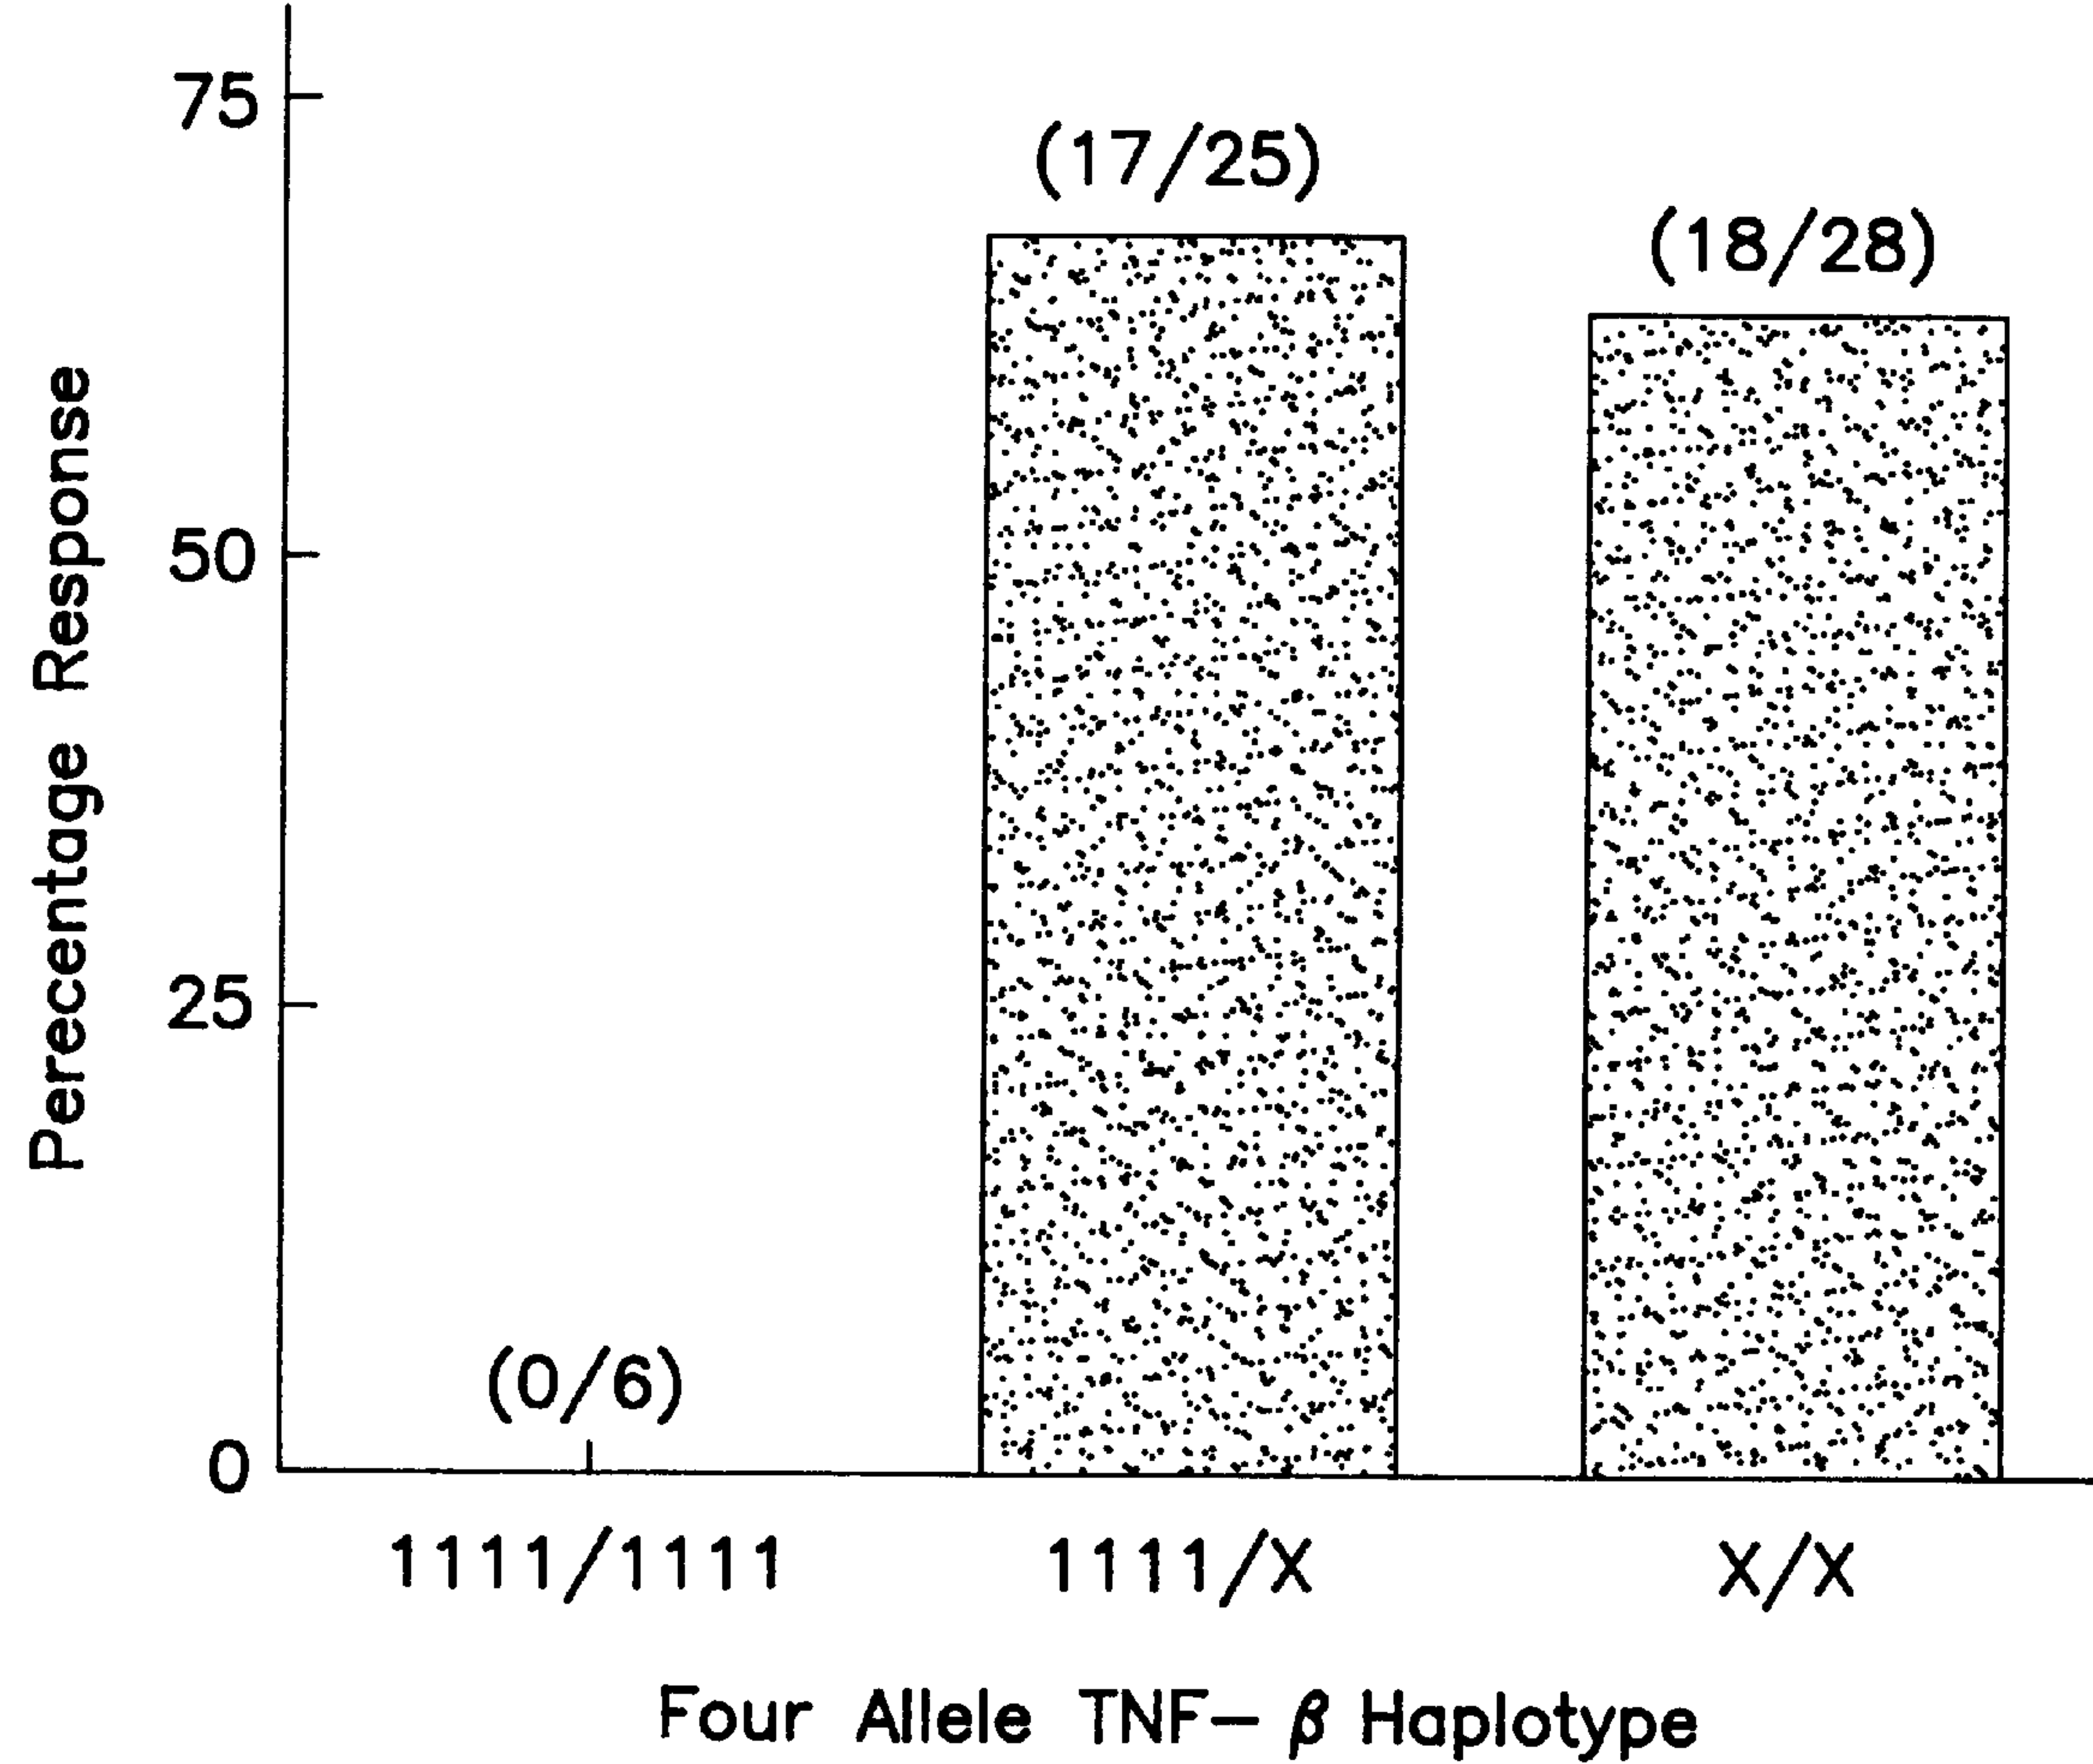 Perecentage Response
75
50
25
0
(0/6)
(17/25)
(18/28)
1111/1111
1111/X
X/X
Four Allele TNF- β Haplotype